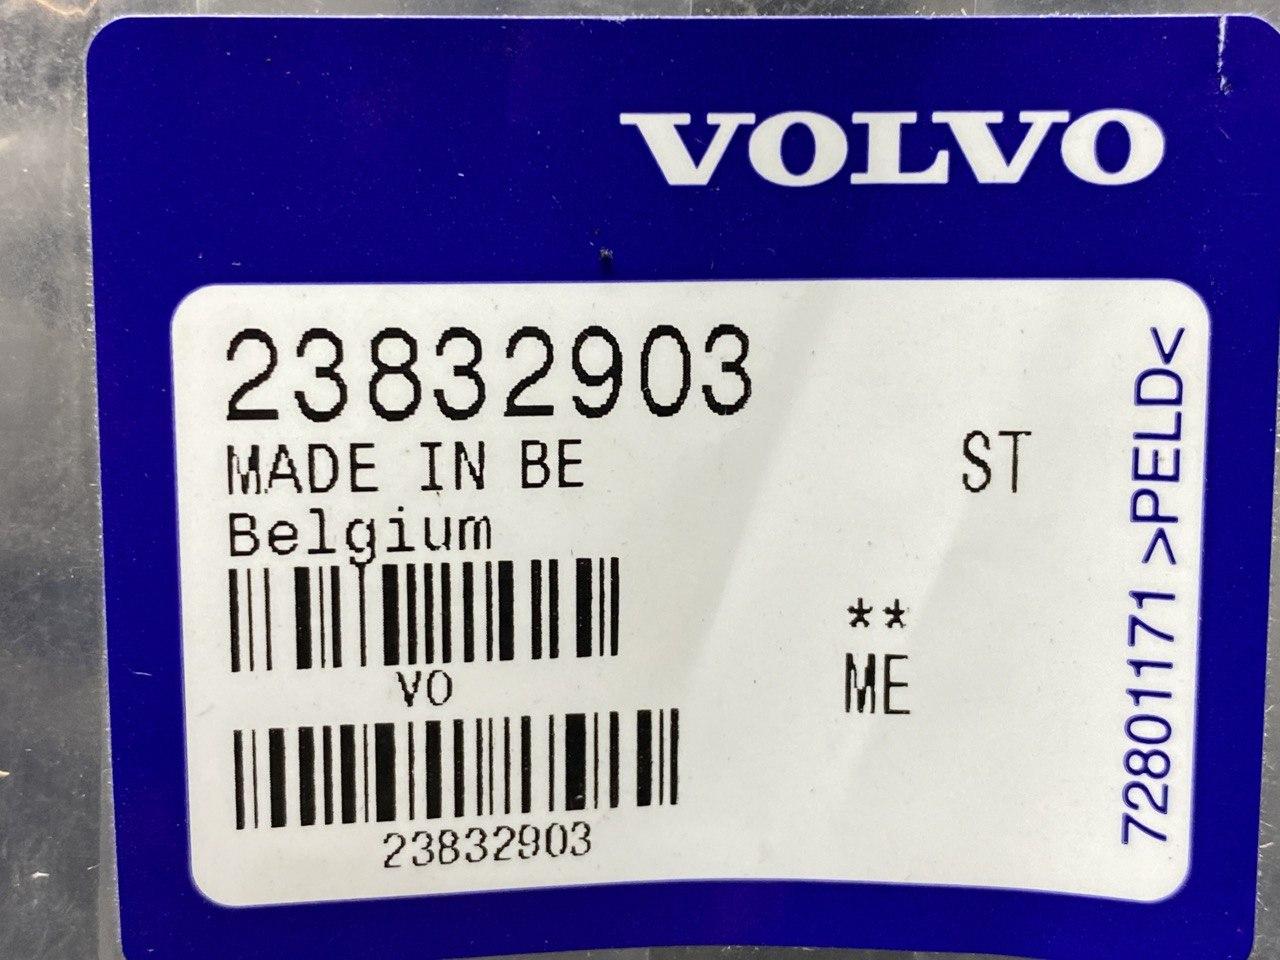 VOLVO
23832903
MADE IN BE
ST
Belgium
**
VO
ME
23832903
72801171 >PELD<